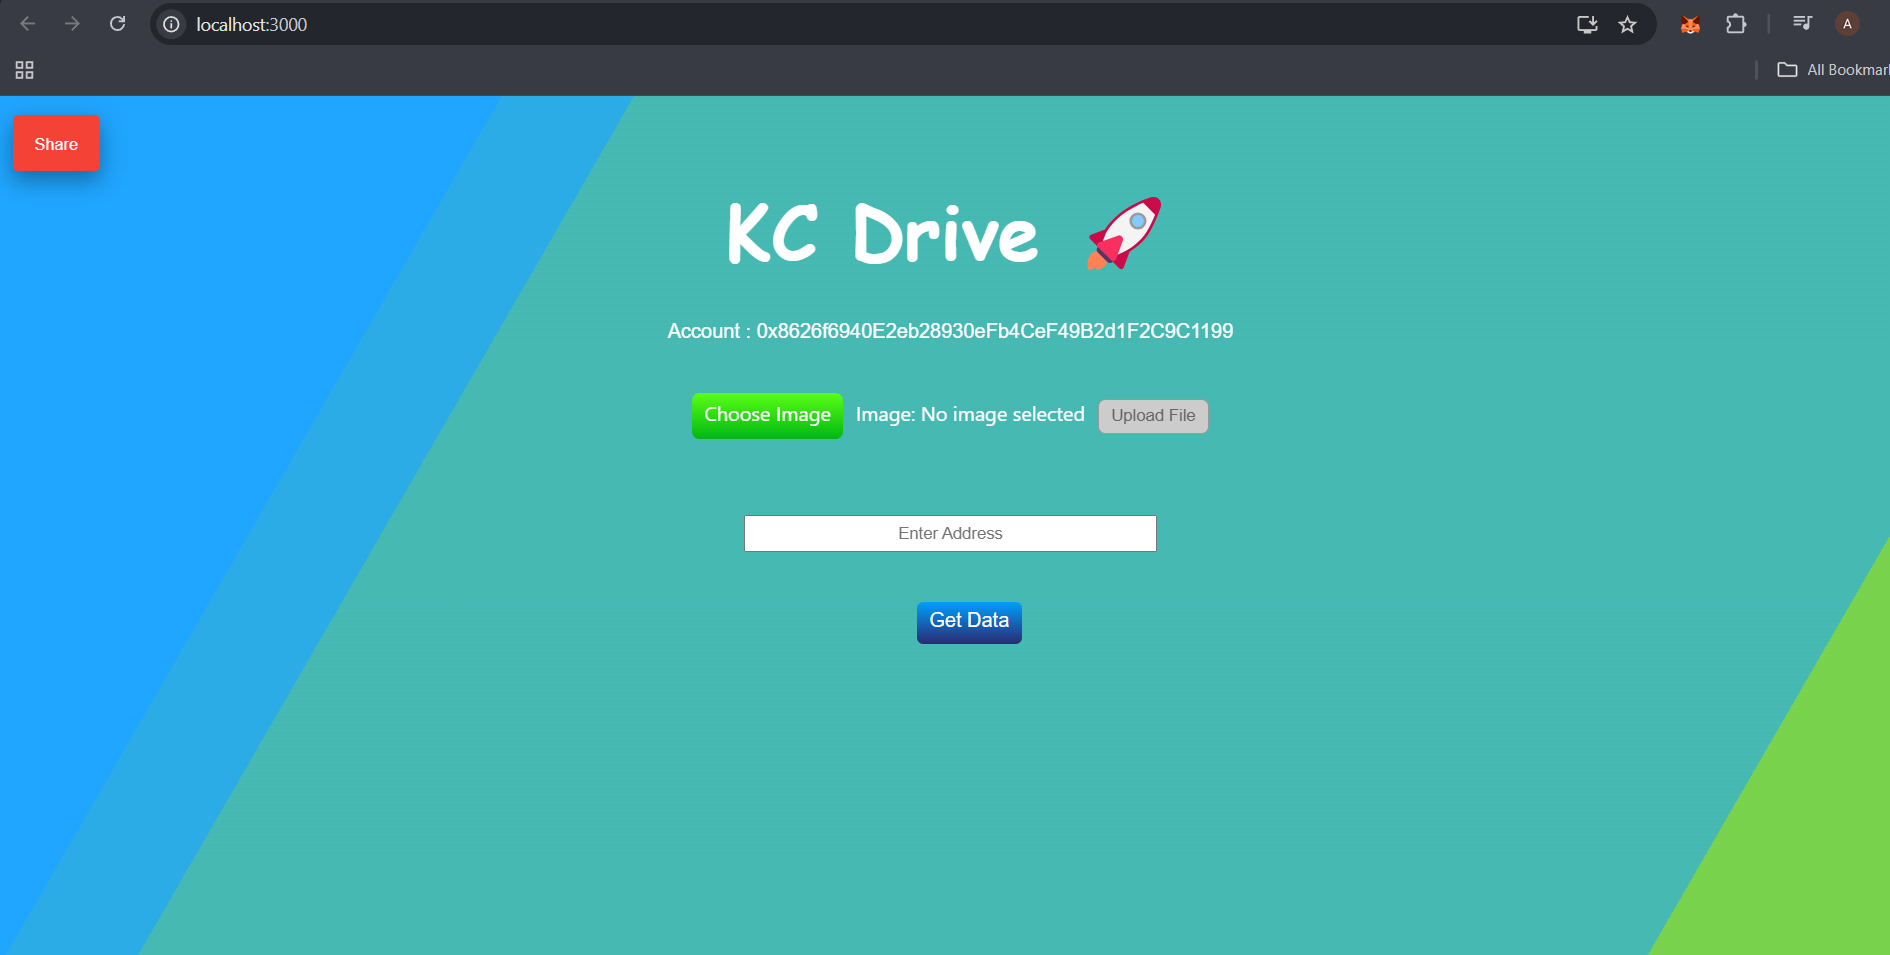 localhost:3000
A
All Bookmar
Share
KC Drive 🚀
Account : 0x8626f6940E2eb28930eFb4CeF49B2d1F2C9C1199
Choose Image Image: No image selected Upload File
Enter Address
Get Data